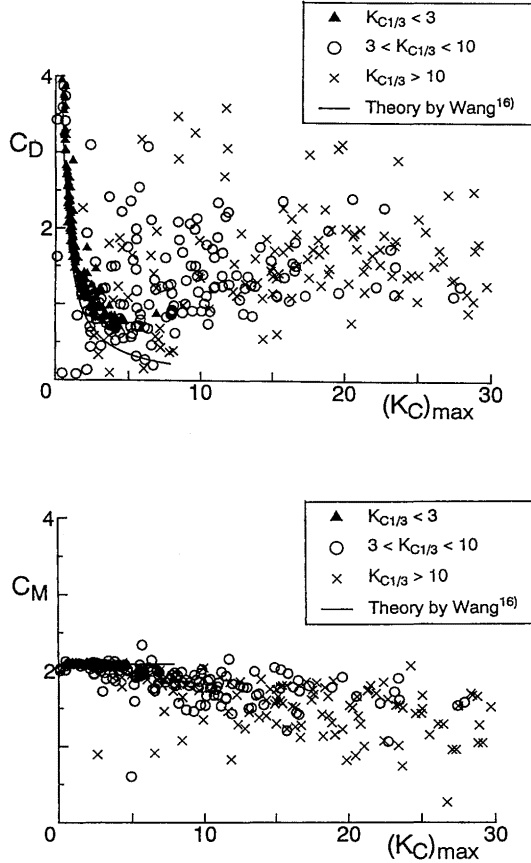 ▲ K_C1/3 < 3
○ 3 < K_C1/3 < 10
× K_C1/3 > 10
— Theory by Wang16)
4
C_D
2
0
10
20
30
(K_C)max
▲ K_C1/3 < 3
○ 3 < K_C1/3 < 10
× K_C1/3 > 10
— Theory by Wang16)
4
C_M
2
0
10
20
30
(K_C)max